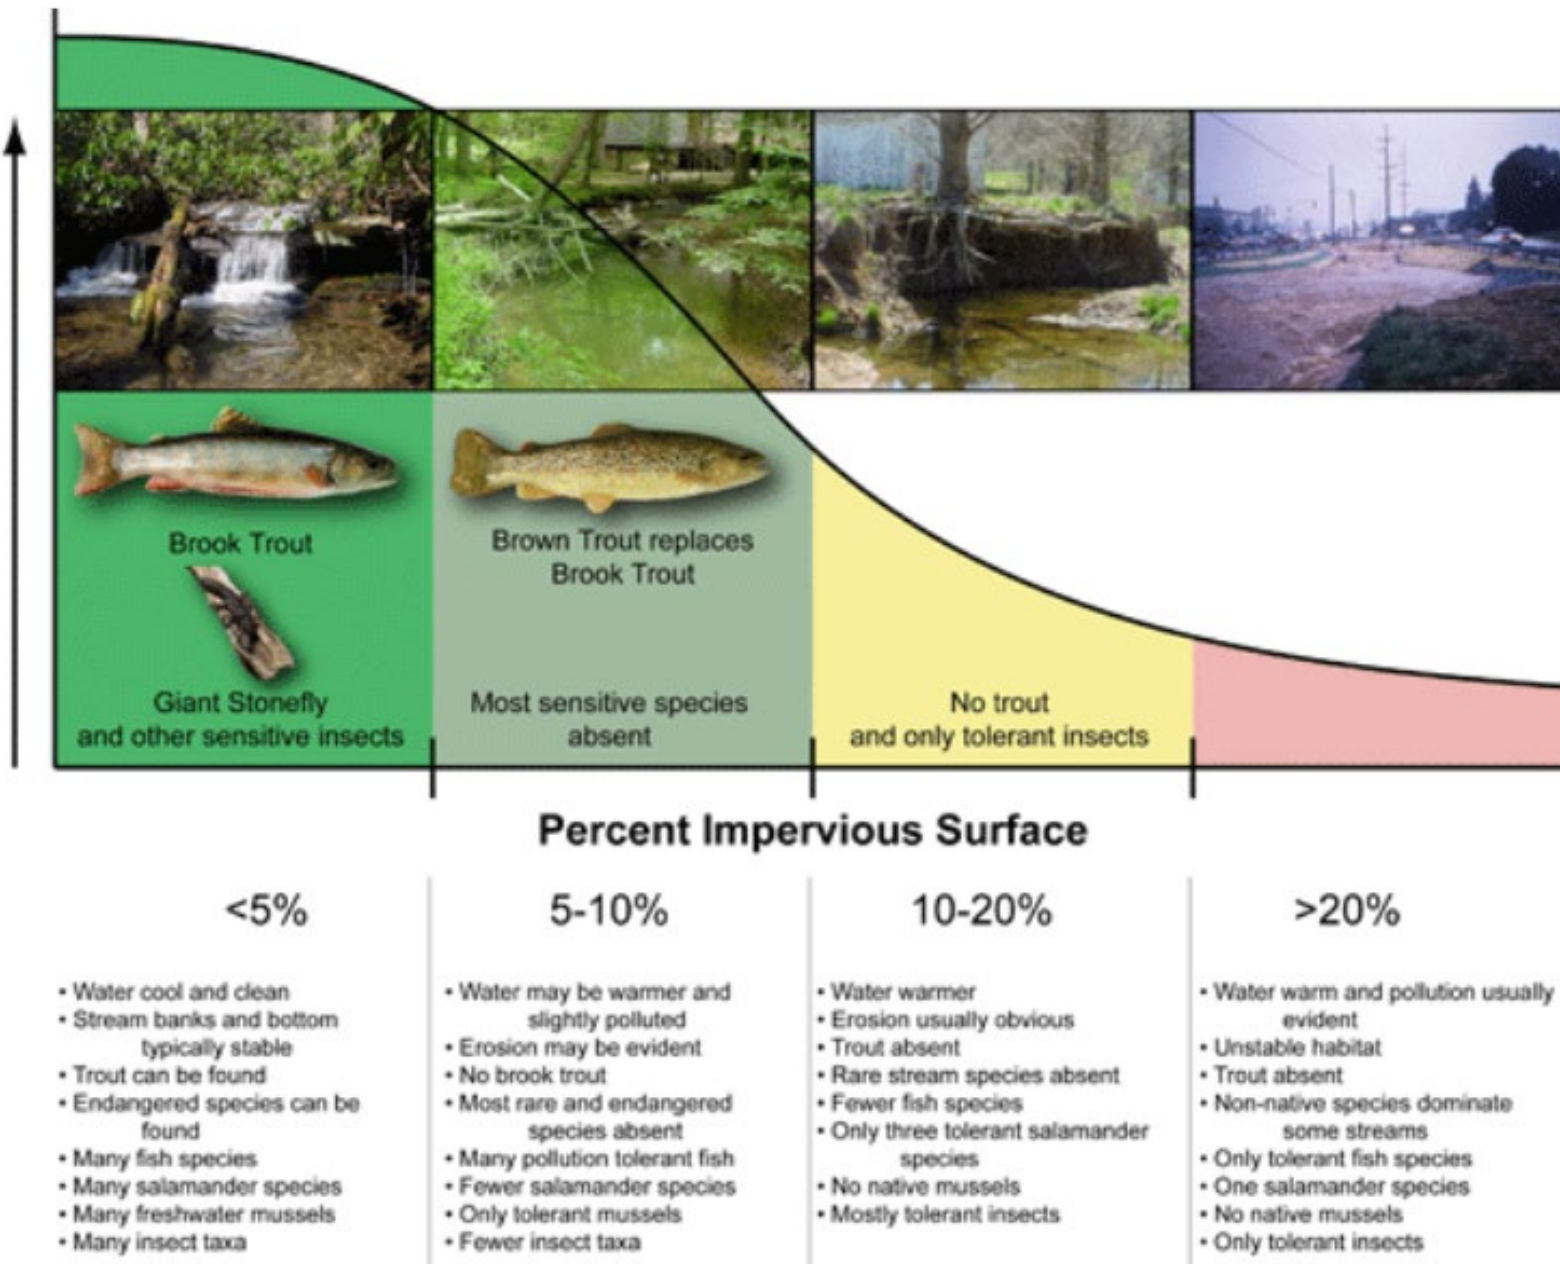 Brook Trout
Giant Stonefly
and other sensitive insects
Brown Trout replaces
Brook Trout
Most sensitive species
absent
No trout
and only tolerant insects
Percent Impervious Surface
<5%
• Water cool and clean
• Stream banks and bottom
typically stable
• Trout can be found
• Endangered species can be
found
• Many fish species
• Many salamander species
• Many freshwater mussels
• Many insect taxa
5-10%
• Water may be warmer and
slightly polluted
• Erosion may be evident
• No brook trout
• Most rare and endangered
species absent
• Many pollution tolerant fish
• Fewer salamander species
• Only tolerant mussels
• Fewer insect taxa
10-20%
• Water warmer
• Erosion usually obvious
• Trout absent
• Rare stream species absent
• Fewer fish species
• Only three tolerant salamander
species
• No native mussels
• Mostly tolerant insects
>20%
• Water warm and pollution usually
evident
• Unstable habitat
• Trout absent
• Non-native species dominate
some streams
• Only tolerant fish species
• One salamander species
• No native mussels
• Only tolerant insects